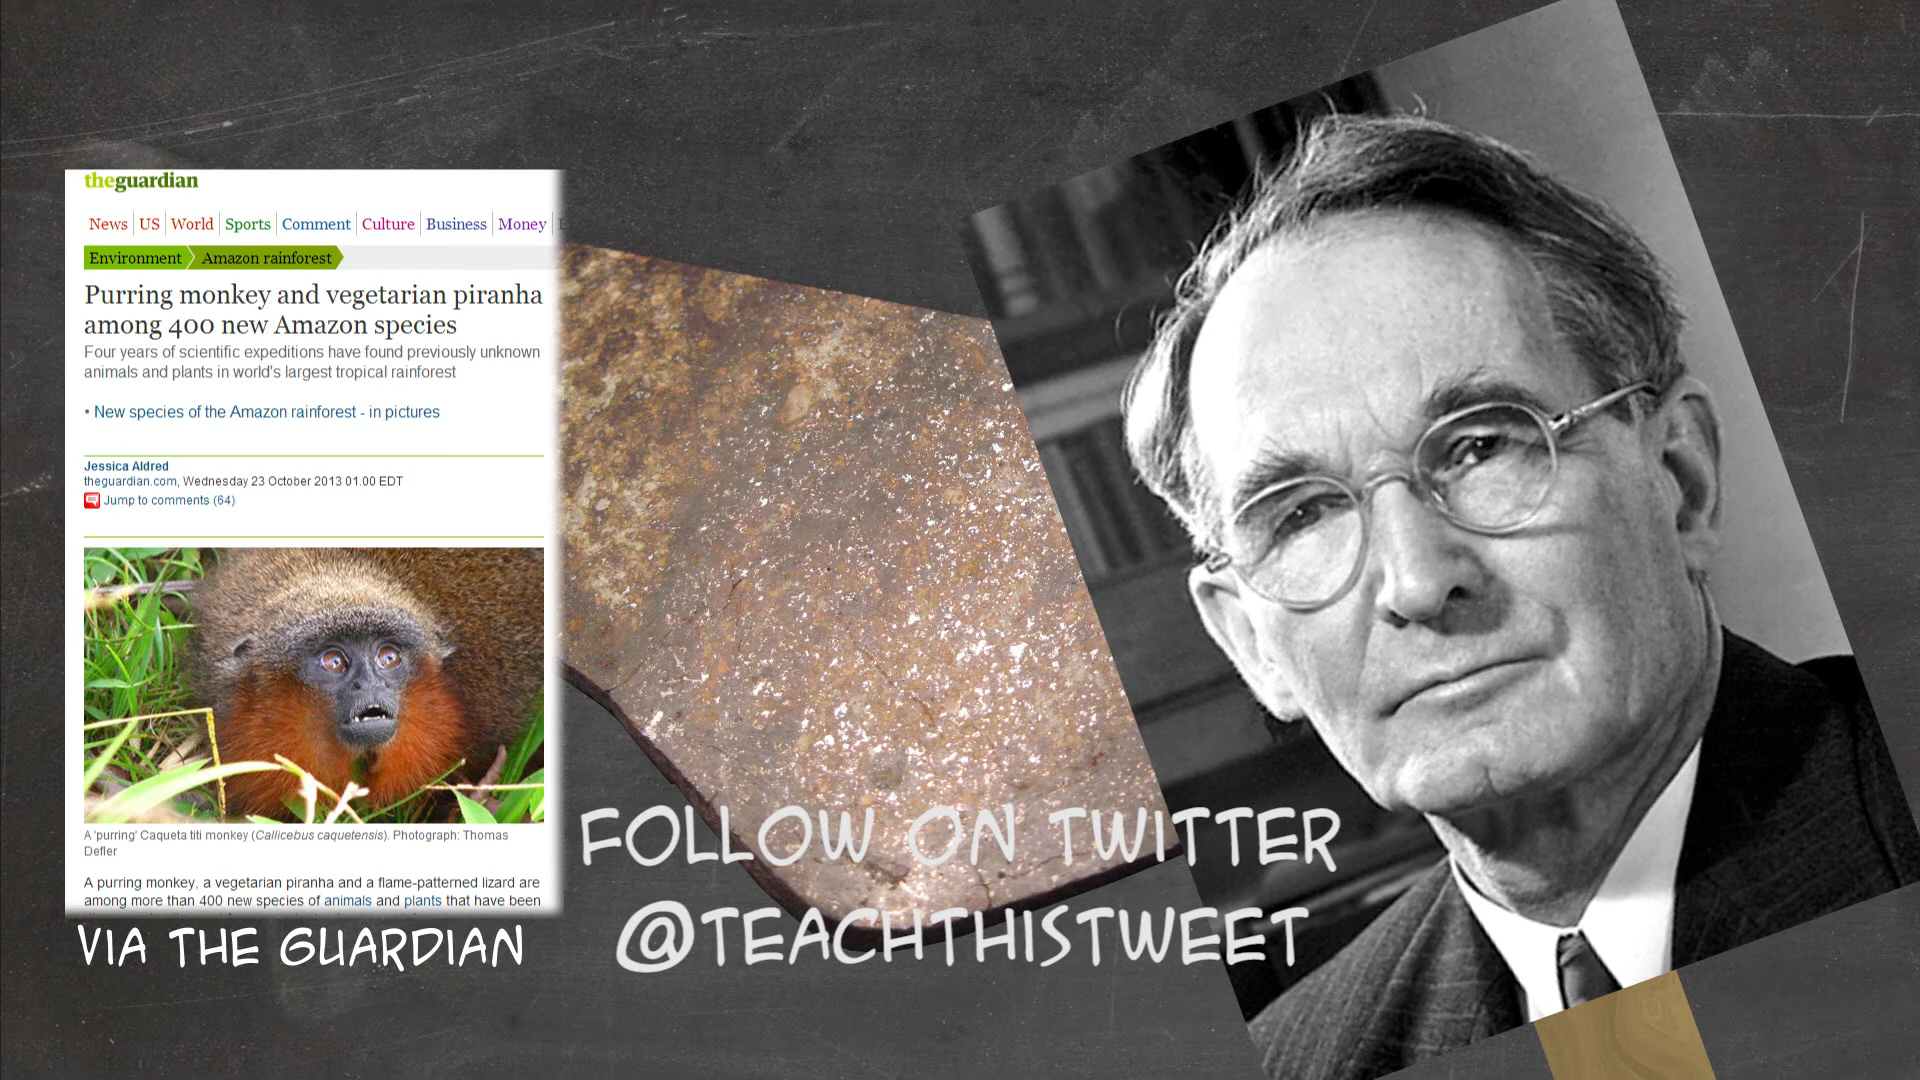 theguardian
News US World Sports Comment Culture Business Money
Environment Amazon rainforest
Purring monkey and vegetarian piranha
among 400 new Amazon species
Four years of scientific expeditions have found previously unknown
animals and plants in world's largest tropical rainforest
• New species of the Amazon rainforest - in pictures
Jessica Aldred
theguardian.com, Wednesday 23 October 2013 01.00 EDT
Jump to comments (64)
A 'purring' Caqueta titi monkey (Callicebus caquetensis). Photograph: Thomas
Defler
A purring monkey, a vegetarian piranha and a flame-patterned lizard are
among more than 400 new species of animals and plants that have been
VIA THE GUARDIAN
FOLLOW ON TWITTER
@TEACHTHISTWEET